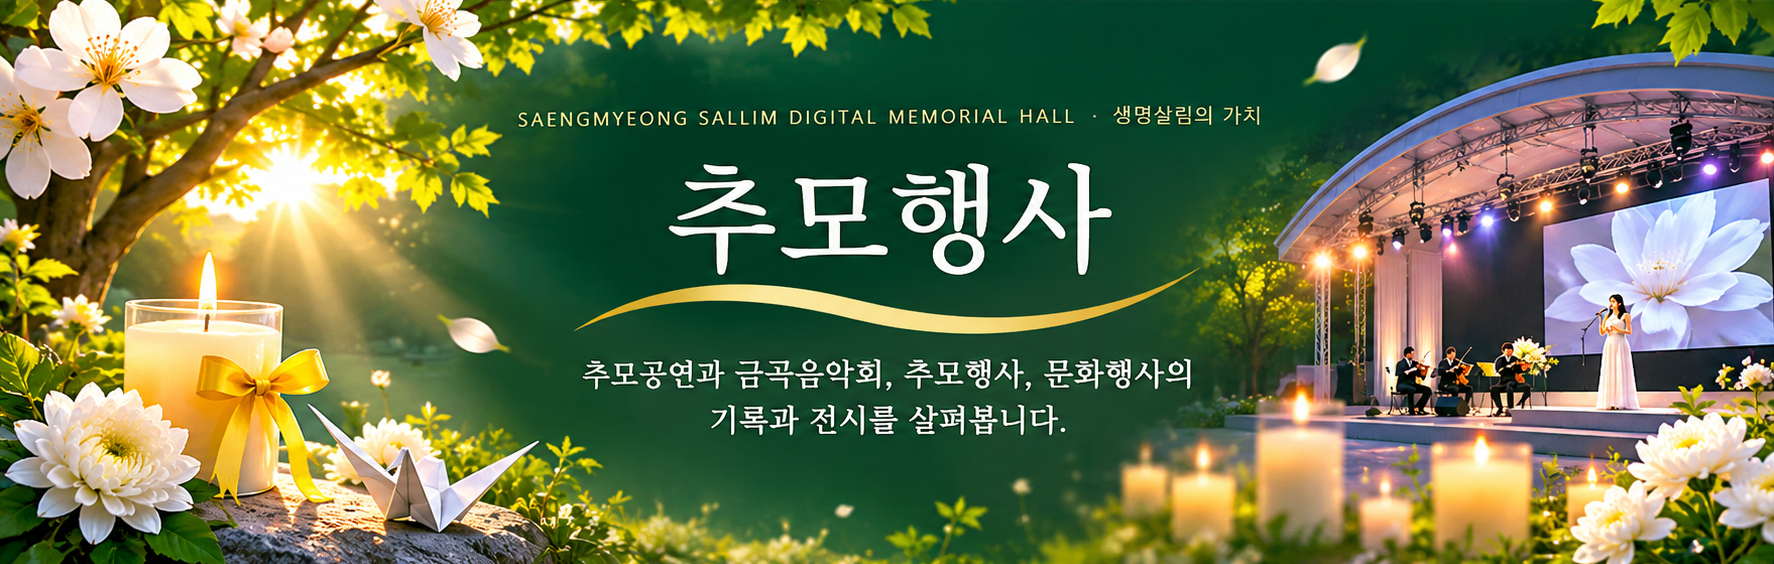 SAENGMYEONG SALLIM DIGITAL MEMORIAL HALL · 생명살림의 가치
추모행사
추모공연과 금곡음악회, 추모행사, 문화행사의
기록과 전시를 살펴봅니다.